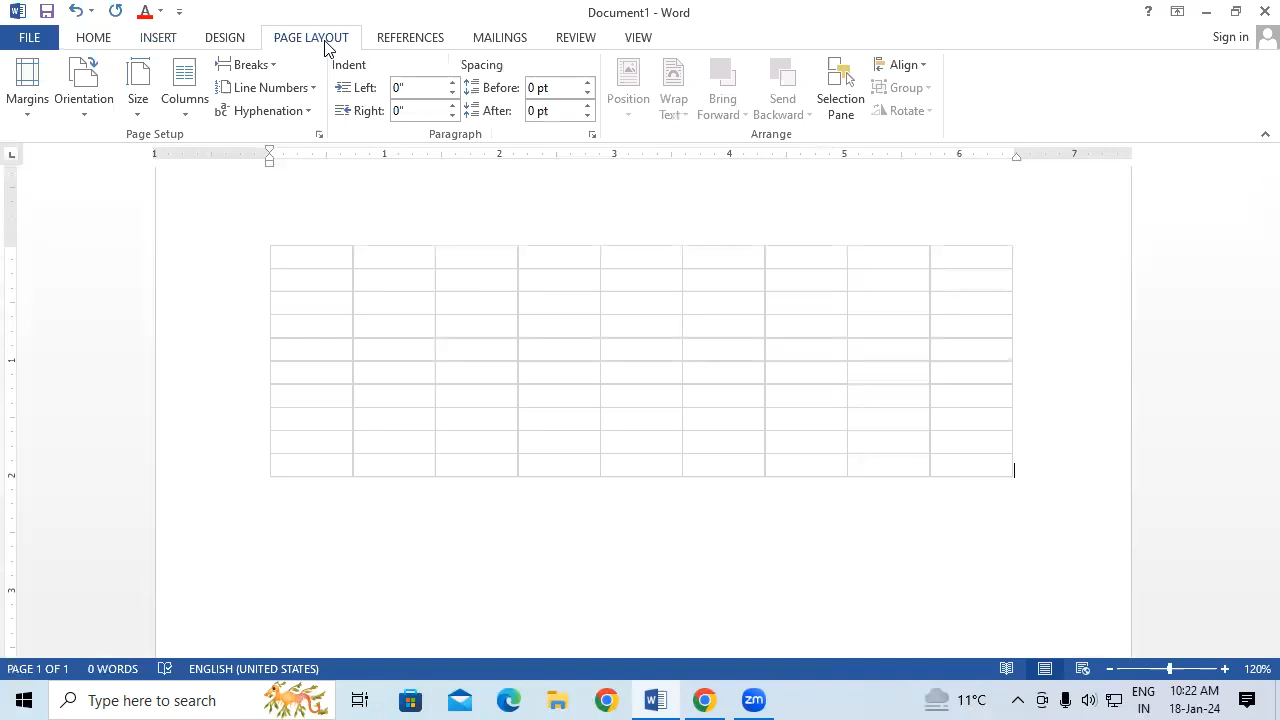 Document1 - Word
?
FILE HOME INSERT DESIGN PAGE LAYOUT REFERENCES MAILINGS REVIEW VIEW Sign in
Margins Orientation Size Columns
Breaks
Line Numbers
Hyphenation
Page Setup
Indent
Left: 0"
Right: 0"
Spacing
Before: 0 pt
After: 0 pt
Paragraph
Position
Wrap Text
Bring Forward
Send Backward
Selection Pane
Align
Group
Rotate
Arrange
1 1 2 3 4 5 6 7
1
2
3
PAGE 1 OF 1 0 WORDS ENGLISH (UNITED STATES) 120%
Type here to search
zm
11°C
ENG
IN
10:22 AM
18-Jan-24